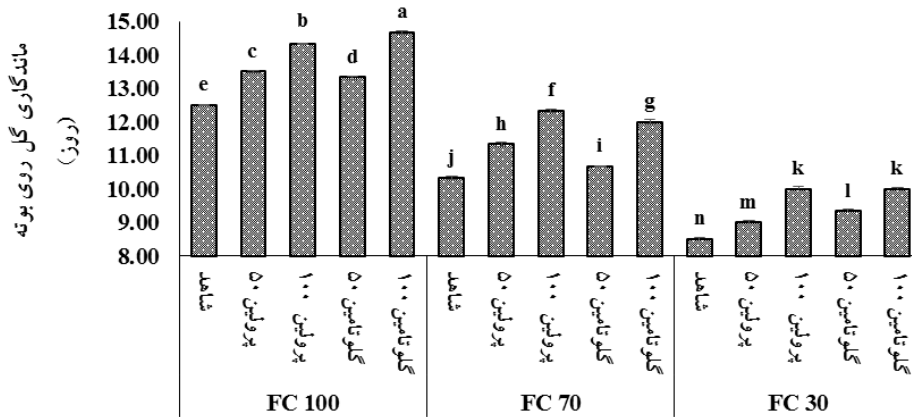 ماندگاری گل روی بوته
(روز)
15.00
14.00
13.00
12.00
11.00
10.00
9.00
8.00
e
c
b
d
a
j
h
f
i
g
n
m
k
l
k
شاهد
پرولین ۵۰
پرولین ۱۰۰
گلوتامین ۵۰
گلوتامین ۱۰۰
شاهد
پرولین ۵۰
پرولین ۱۰۰
گلوتامین ۵۰
گلوتامین ۱۰۰
شاهد
پرولین ۵۰
پرولین ۱۰۰
گلوتامین ۵۰
گلوتامین ۱۰۰
FC 100
FC 70
FC 30